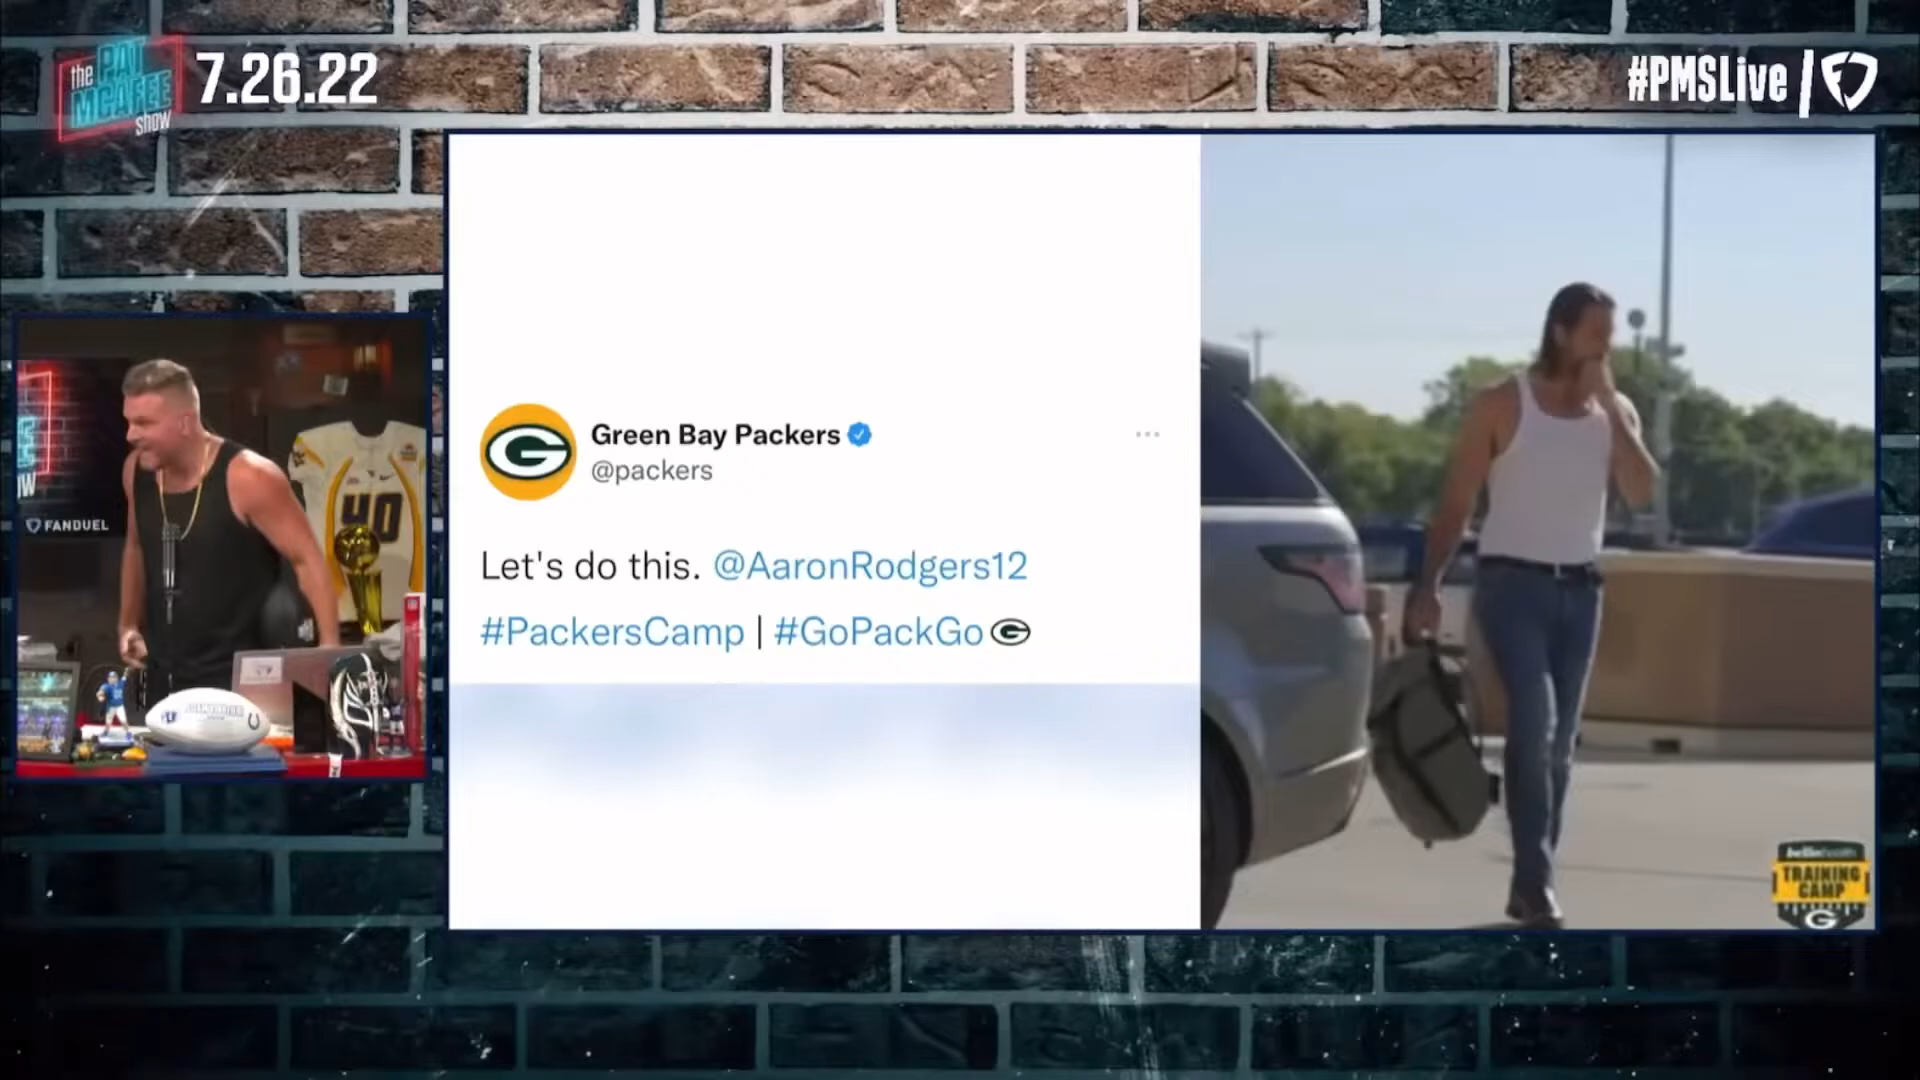 the PAT
MCAFEE
show
7.26.22
#PMSLive
FANDUEL
40
Green Bay Packers
@packers
Let's do this. @AaronRodgers12
#PackersCamp | #GoPackGo
TRAINING
CAMP
G